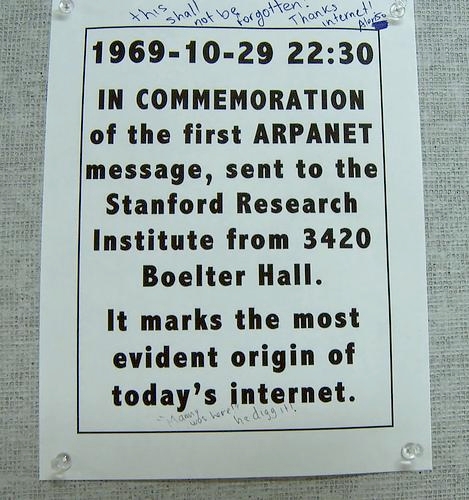 this shall not be forgotten. Thanks internet!
Alonso
1969-10-29 22:30
IN COMMEMORATION
of the first ARPANET
message, sent to the
Stanford Research
Institute from 3420
Boelter Hall.
It marks the most
evident origin of
today's internet.
Manny was here!
he digg it!